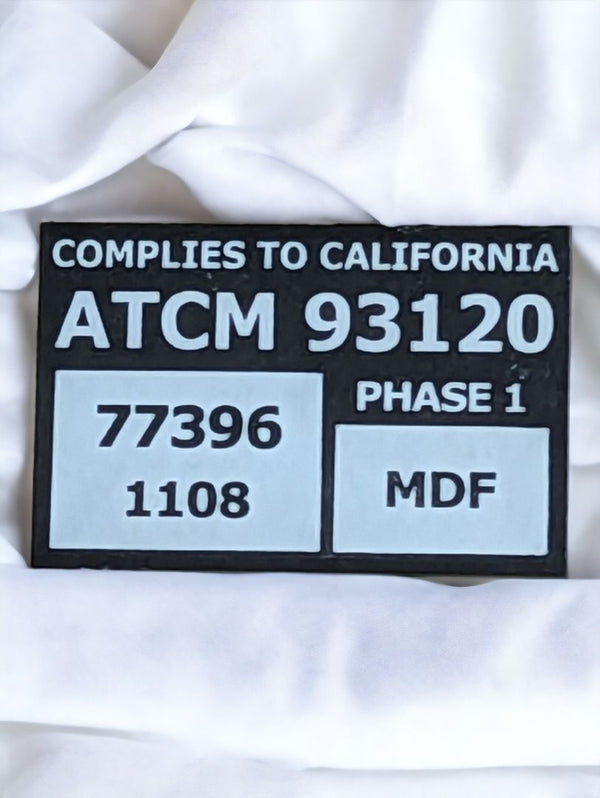 COMPLIES TO CALIFORNIA
ATCM 93120
PHASE 1
77396
1108
MDF